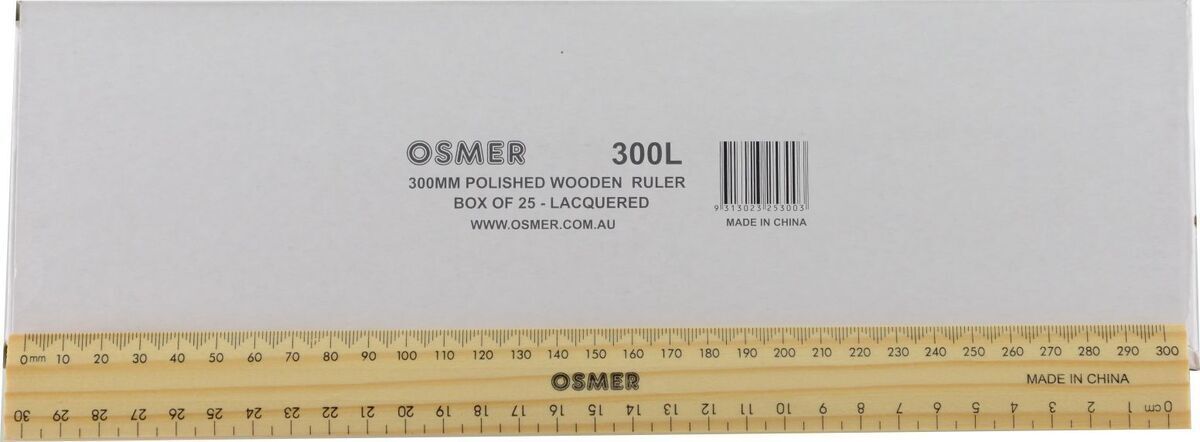 OSMER 300L
300MM POLISHED WOODEN RULER
BOX OF 25 - LACQUERED
WWW.OSMER.COM.AU
9 313023 253003
MADE IN CHINA
0mm 10 20 30 40 50 60 70 80 90 100 110 120 130 140 150 160 170 180 190 200 210 220 230 240 250 260 270 280 290 300
OSMER MADE IN CHINA
0 cm 1 2 3 4 5 6 7 8 9 10 11 12 13 14 15 16 17 18 19 20 21 22 23 24 25 26 27 28 29 30